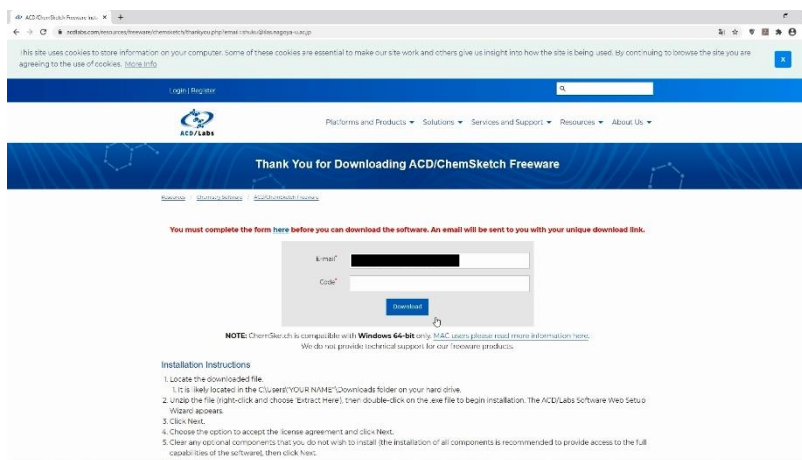 ACD/ChemSketch Freeware Inst
acdlabs.com/resources/freeware/chemsketch/thankyou.php?email=
This site uses cookies to store information on your computer. Some of these cookies are essential to make our site work and others give us insight into how the site is being used. By continuing to browse the site you are
agreeing to the use of cookies. More Info
x
Login | Register
ACD/Labs
Platforms and Products Solutions Services and Support Resources About Us
Thank You for Downloading ACD/ChemSketch Freeware
Resources / Chemistry Software / ACD/ChemSketch Freeware
You must complete the form here before you can download the software. An email will be sent to you with your unique download link.
E-mail*
Code*
Download
NOTE: ChemSketch is compatible with Windows 64-bit only. MAC users please read more information here.
We do not provide technical support for our freeware products.
Installation Instructions
1. Locate the downloaded file.
1. It is likely located in the C:\Users\"YOUR NAME"\Downloads folder on your hard drive.
2. Unzip the file (right-click and choose 'Extract Here'), then double-click on the .exe file to begin installation. The ACD/Labs Software Web Setup
Wizard appears.
3. Click Next.
4. Choose the option to accept the license agreement and click Next.
5. Clear any optional components that you do not wish to install (the installation of all components is recommended to provide access to the full
capabilities of the software), then click Next.